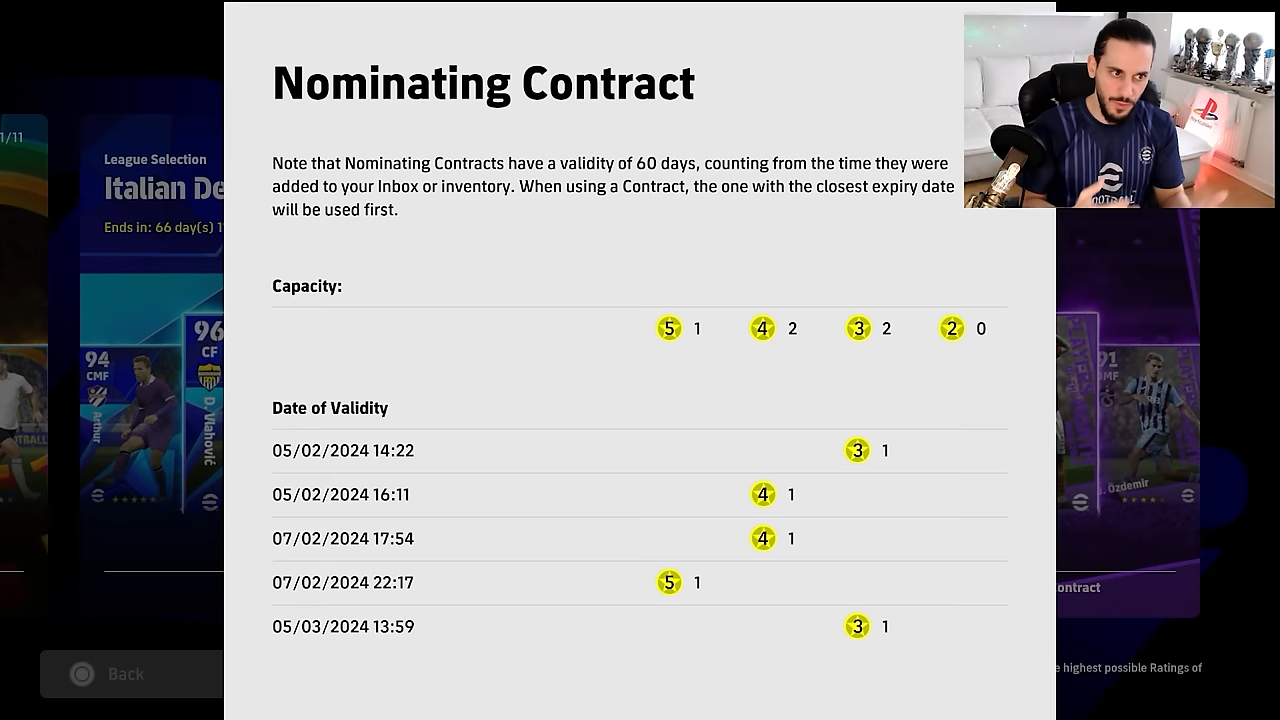 Nominating Contract
Note that Nominating Contracts have a validity of 60 days, counting from the time they were
added to your Inbox or inventory. When using a Contract, the one with the closest expiry date
will be used first.
Capacity:
5 1 4 2 3 2 2 0
Date of Validity
05/02/2024 14:22 3 1
05/02/2024 16:11 4 1
07/02/2024 17:54 4 1
07/02/2024 22:17 5 1
05/03/2024 13:59 3 1
1/11
League Selection
Italian De
Ends in: 66 day(s) 1
94
CMF
Arthur
96
CF
D. Vlahović
Back
91
MF
Özdemir
ontract
e highest possible Ratings of